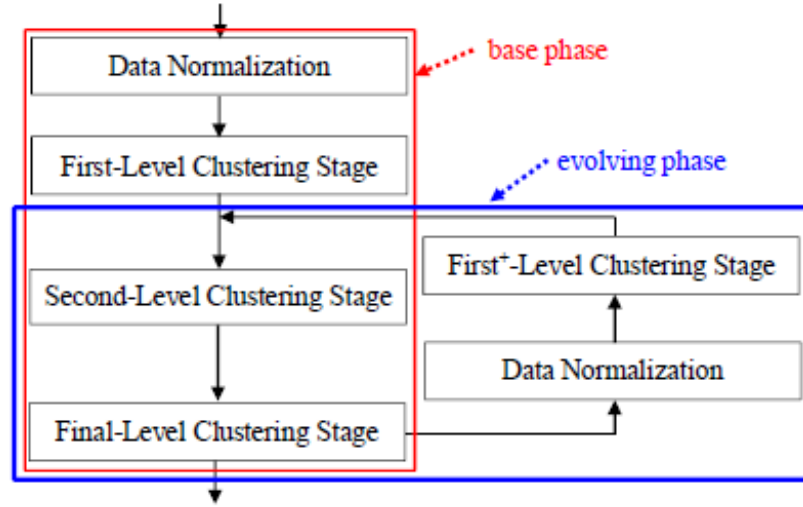 Data Normalization
base phase
First-Level Clustering Stage
evolving phase
First⁺-Level Clustering Stage
Second-Level Clustering Stage
Data Normalization
Final-Level Clustering Stage